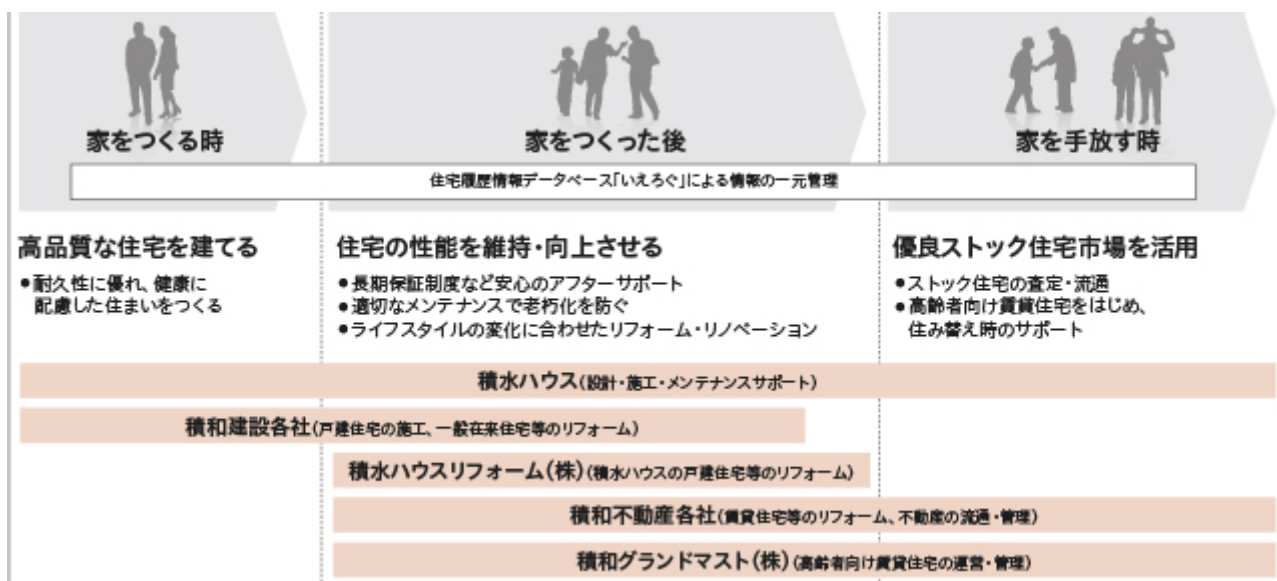 家をつくる時
家をつくった後
家を手放す時
住宅履歴情報データベース「いえろぐ」による情報の一元管理
高品質な住宅を建てる
●耐久性に優れ、健康に
配慮した住まいをつくる
住宅の性能を維持・向上させる
●長期保証制度など安心のアフターサポート
●適切なメンテナンスで老朽化を防ぐ
●ライフスタイルの変化に合わせたリフォーム・リノベーション
優良ストック住宅市場を活用
●ストック住宅の査定・流通
●高齢者向け賃貸住宅をはじめ、
住み替え時のサポート
積水ハウス(設計・施工・メンテナンスサポート)
積和建設各社(戸建住宅の施工、一般在来住宅等のリフォーム)
積水ハウスリフォーム(株)(積水ハウスの戸建住宅等のリフォーム)
積和不動産各社(賃貸住宅等のリフォーム、不動産の流通・管理)
積和グランドマスト(株)(高齢者向け賃貸住宅の運営・管理)